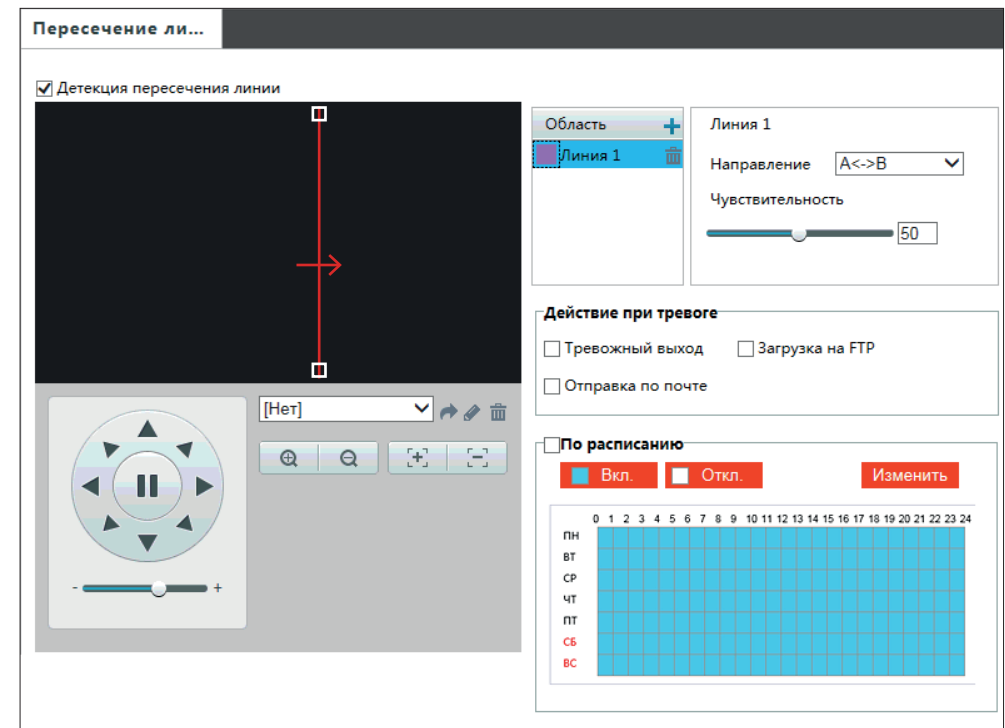 Пересечение ли...
Детекция пересечения линии
Область
Линия 1
Линия 1
Направление A<->B
Чувствительность
50
Действие при тревоге
Тревожный выход Загрузка на FTP
Отправка по почте
[Нет]
- +
По расписанию
Вкл. Откл. Изменить
0 1 2 3 4 5 6 7 8 9 10 11 12 13 14 15 16 17 18 19 20 21 22 23 24
ПН
ВТ
СР
ЧТ
ПТ
СБ
ВС